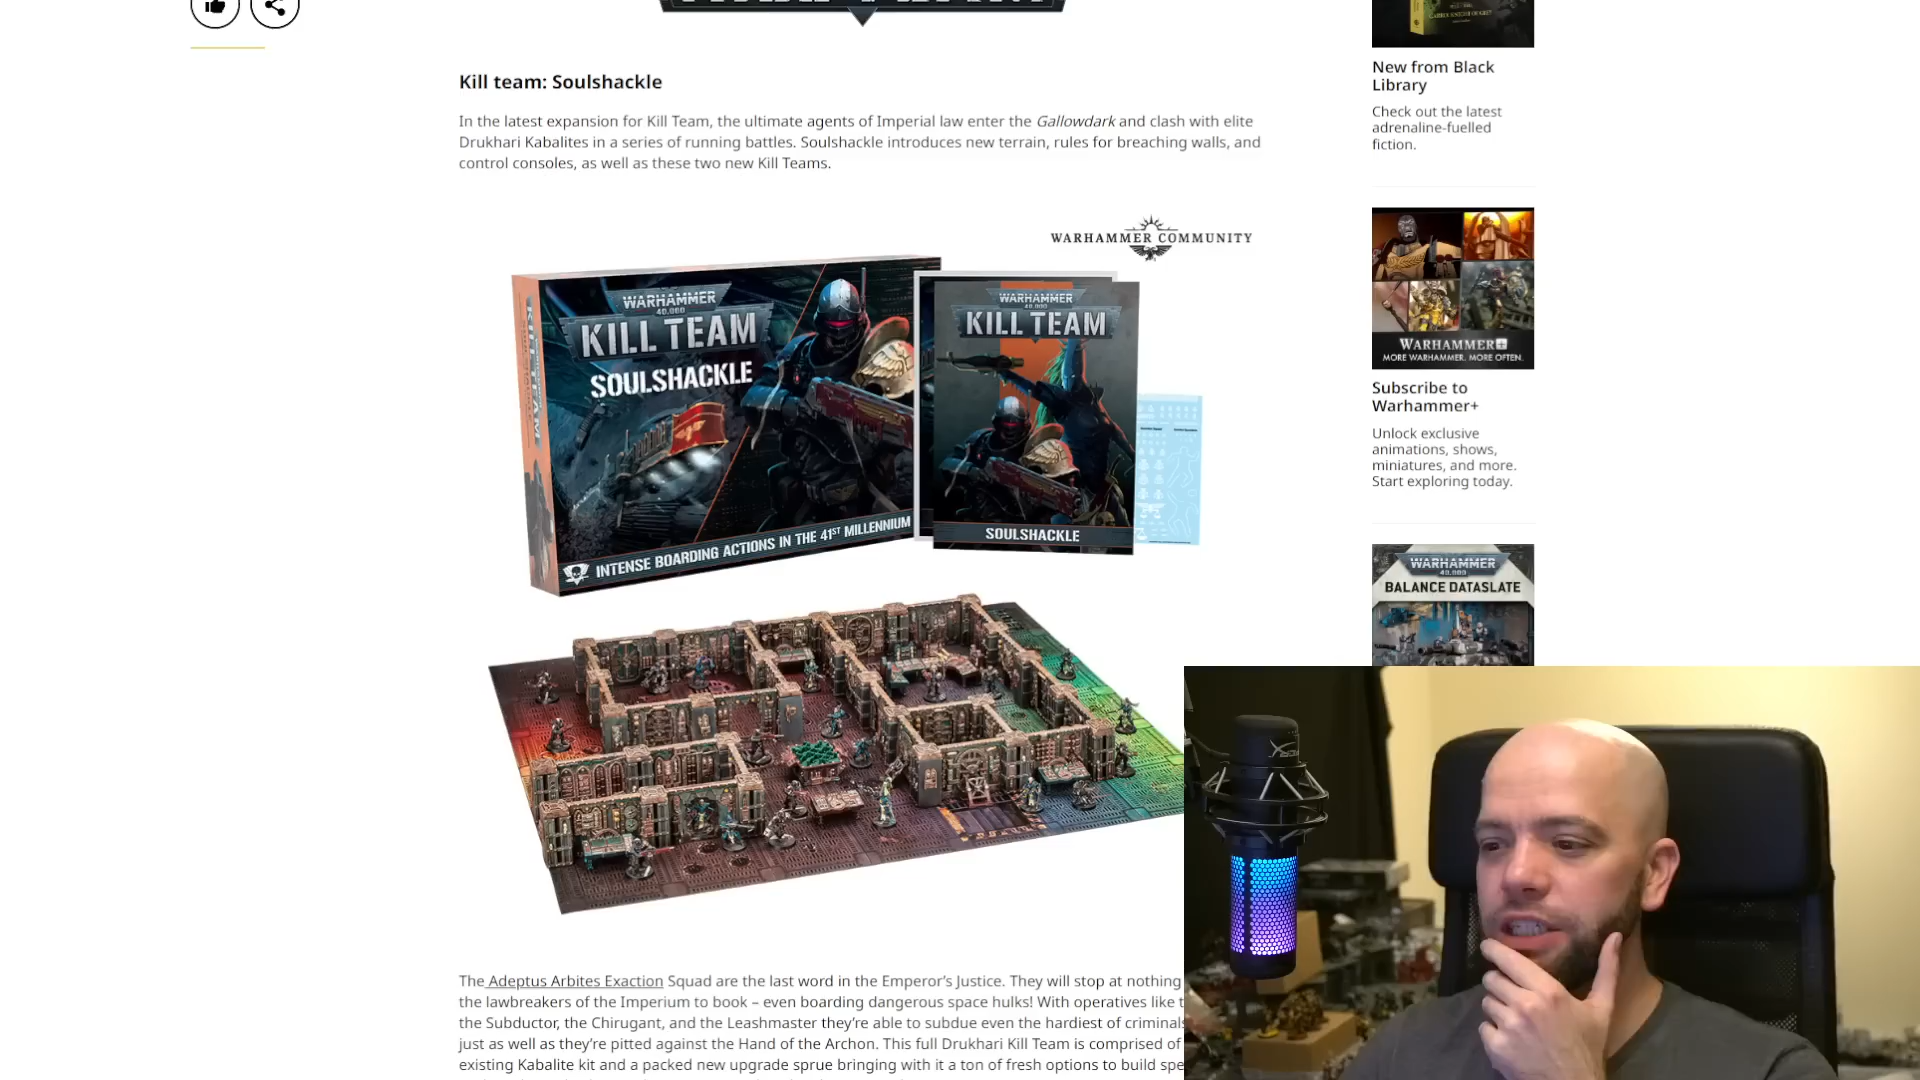 Kill team: Soulshackle
In the latest expansion for Kill Team, the ultimate agents of Imperial law enter the Gallowdark and clash with elite
Drukhari Kabalites in a series of running battles. Soulshackle introduces new terrain, rules for breaching walls, and
control consoles, as well as these two new Kill Teams.
WARHAMMER COMMUNITY
WARHAMMER
40,000
KILL TEAM
SOULSHACKLE
INTENSE BOARDING ACTIONS IN THE 41ST MILLENNIUM
WARHAMMER
40,000
KILL TEAM
SOULSHACKLE
The Adeptus Arbites Exaction Squad are the last word in the Emperor's Justice. They will stop at nothing
the lawbreakers of the Imperium to book – even boarding dangerous space hulks! With operatives like
the Subductor, the Chirugant, and the Leashmaster they're able to subdue even the hardiest of criminals
just as well as they're pitted against the Hand of the Archon. This full Drukhari Kill Team is comprised of
existing Kabalite kit and a packed new upgrade sprue bringing with it a ton of fresh options to build
New from Black
Library
Check out the latest
adrenaline-fuelled
fiction.
WARHAMMER+
MORE WARHAMMER. MORE OFTEN.
Subscribe to
Warhammer+
Unlock exclusive
animations, shows,
miniatures, and more.
Start exploring today.
WARHAMMER
40,000
BALANCE DATASLATE